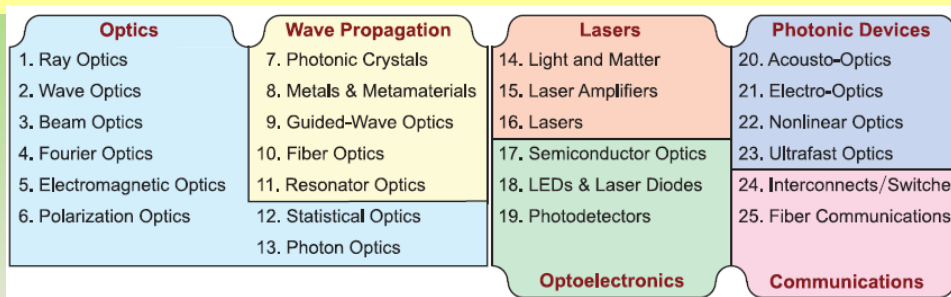 Optics
1. Ray Optics
2. Wave Optics
3. Beam Optics
4. Fourier Optics
5. Electromagnetic Optics
6. Polarization Optics
Wave Propagation
7. Photonic Crystals
8. Metals & Metamaterials
9. Guided-Wave Optics
10. Fiber Optics
11. Resonator Optics
12. Statistical Optics
13. Photon Optics
Lasers
14. Light and Matter
15. Laser Amplifiers
16. Lasers
17. Semiconductor Optics
18. LEDs & Laser Diodes
19. Photodetectors
Optoelectronics
Photonic Devices
20. Acousto-Optics
21. Electro-Optics
22. Nonlinear Optics
23. Ultrafast Optics
24. Interconnects/Switche
25. Fiber Communications
Communications